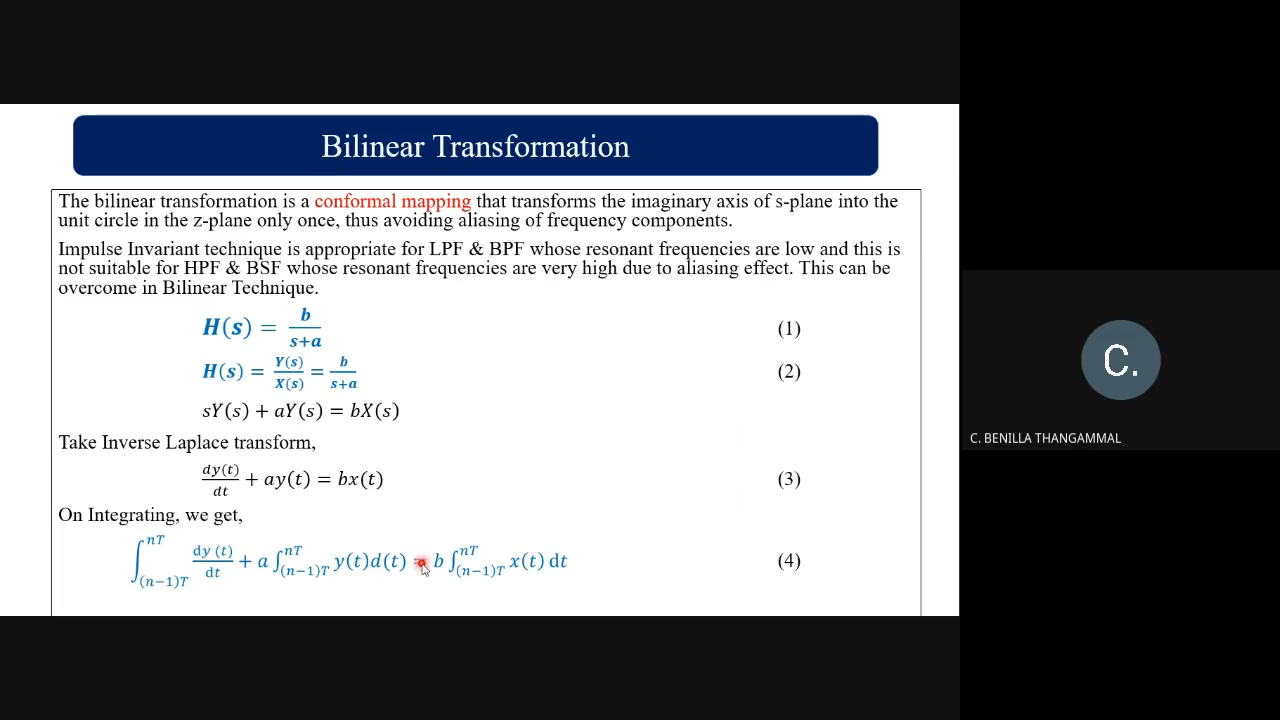 Bilinear Transformation
The bilinear transformation is a conformal mapping that transforms the imaginary axis of s-plane into the
unit circle in the z-plane only once, thus avoiding aliasing of frequency components.
Impulse Invariant technique is appropriate for LPF & BPF whose resonant frequencies are low and this is
not suitable for HPF & BSF whose resonant frequencies are very high due to aliasing effect. This can be
overcome in Bilinear Technique.
H(s) = b/(s+a) (1)
H(s) = Y(s)/X(s) = b/(s+a) (2)
sY(s) + aY(s) = bX(s)
Take Inverse Laplace transform,
dy(t)/dt + ay(t) = bx(t) (3)
On Integrating, we get,
∫_{(n−1)T}^{nT} dy (t)/dt + a ∫_{(n−1)T}^{nT} y(t)d(t) = b ∫_{(n−1)T}^{nT} x(t) dt (4)
C.
C. BENILLA THANGAMMAL